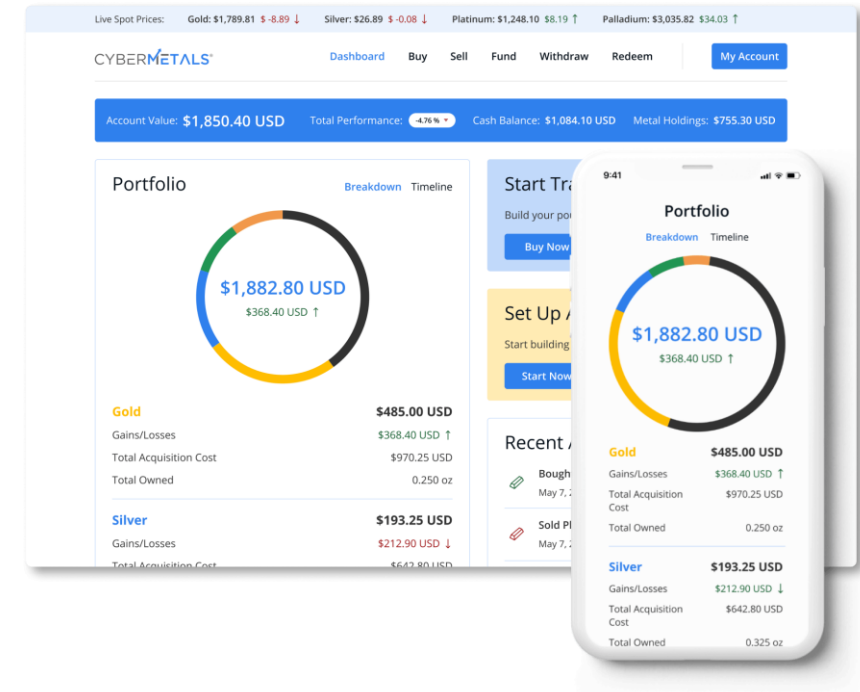 Live Spot Prices: Gold: $1,789.81 $ -8.89 ↓ Silver: $26.89 $ -0.08 ↓ Platinum: $1,248.10 $8.19 ↑ Palladium: $3,035.82 $34.03 ↑
CYBERMETALS
Dashboard Buy Sell Fund Withdraw Redeem My Account
Account Value: $1,850.40 USD Total Performance: -4.76 % ▼ Cash Balance: $1,084.10 USD Metal Holdings: $755.30 USD
Portfolio Breakdown Timeline
$1,882.80 USD
$368.40 USD ↑
Gold $485.00 USD
Gains/Losses $368.40 USD ↑
Total Acquisition Cost $970.25 USD
Total Owned 0.250 oz
Silver $193.25 USD
Gains/Losses $212.90 USD ↓
Total Acquisition Cost $642.80 USD
Start
Build your
Buy Now
Set Up
Start building
Start Now
Recent
May 7,
Sold
May 7,
9:41
Portfolio
Breakdown Timeline
$1,882.80 USD
$368.40 USD ↑
Gold $485.00 USD
Gains/Losses $368.40 USD ↑
Total Acquisition $970.25 USD
Cost
Total Owned 0.250 oz
Silver $193.25 USD
Gains/Losses $212.90 USD ↓
Total Acquisition $642.80 USD
Cost
Total Owned 0.325 oz